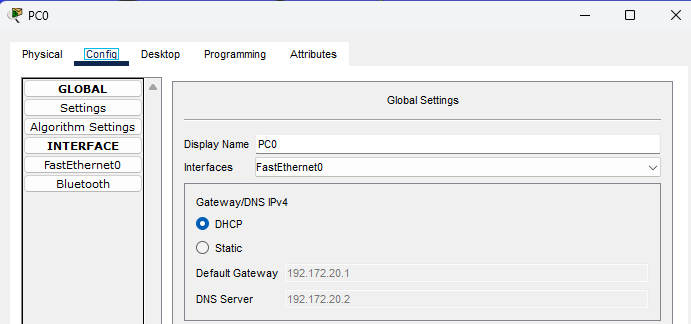 PC0
Physical Config Desktop Programming Attributes
GLOBAL
Settings
Algorithm Settings
INTERFACE
FastEthernet0
Bluetooth
Global Settings
Display Name PC0
Interfaces FastEthernet0
Gateway/DNS IPv4
DHCP
Static
Default Gateway 192.172.20.1
DNS Server 192.172.20.2